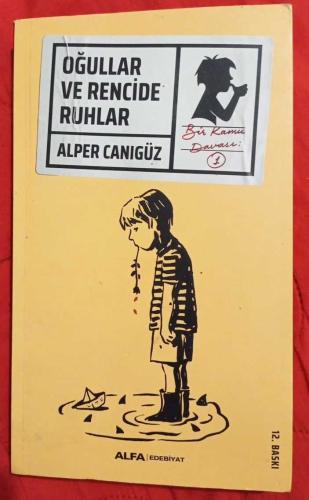 OĞULLAR
VE RENCİDE
RUHLAR
ALPER CANIGÜZ
Bir Kamu
Davası:
1
ALFA | EDEBİYAT
12. BASKI